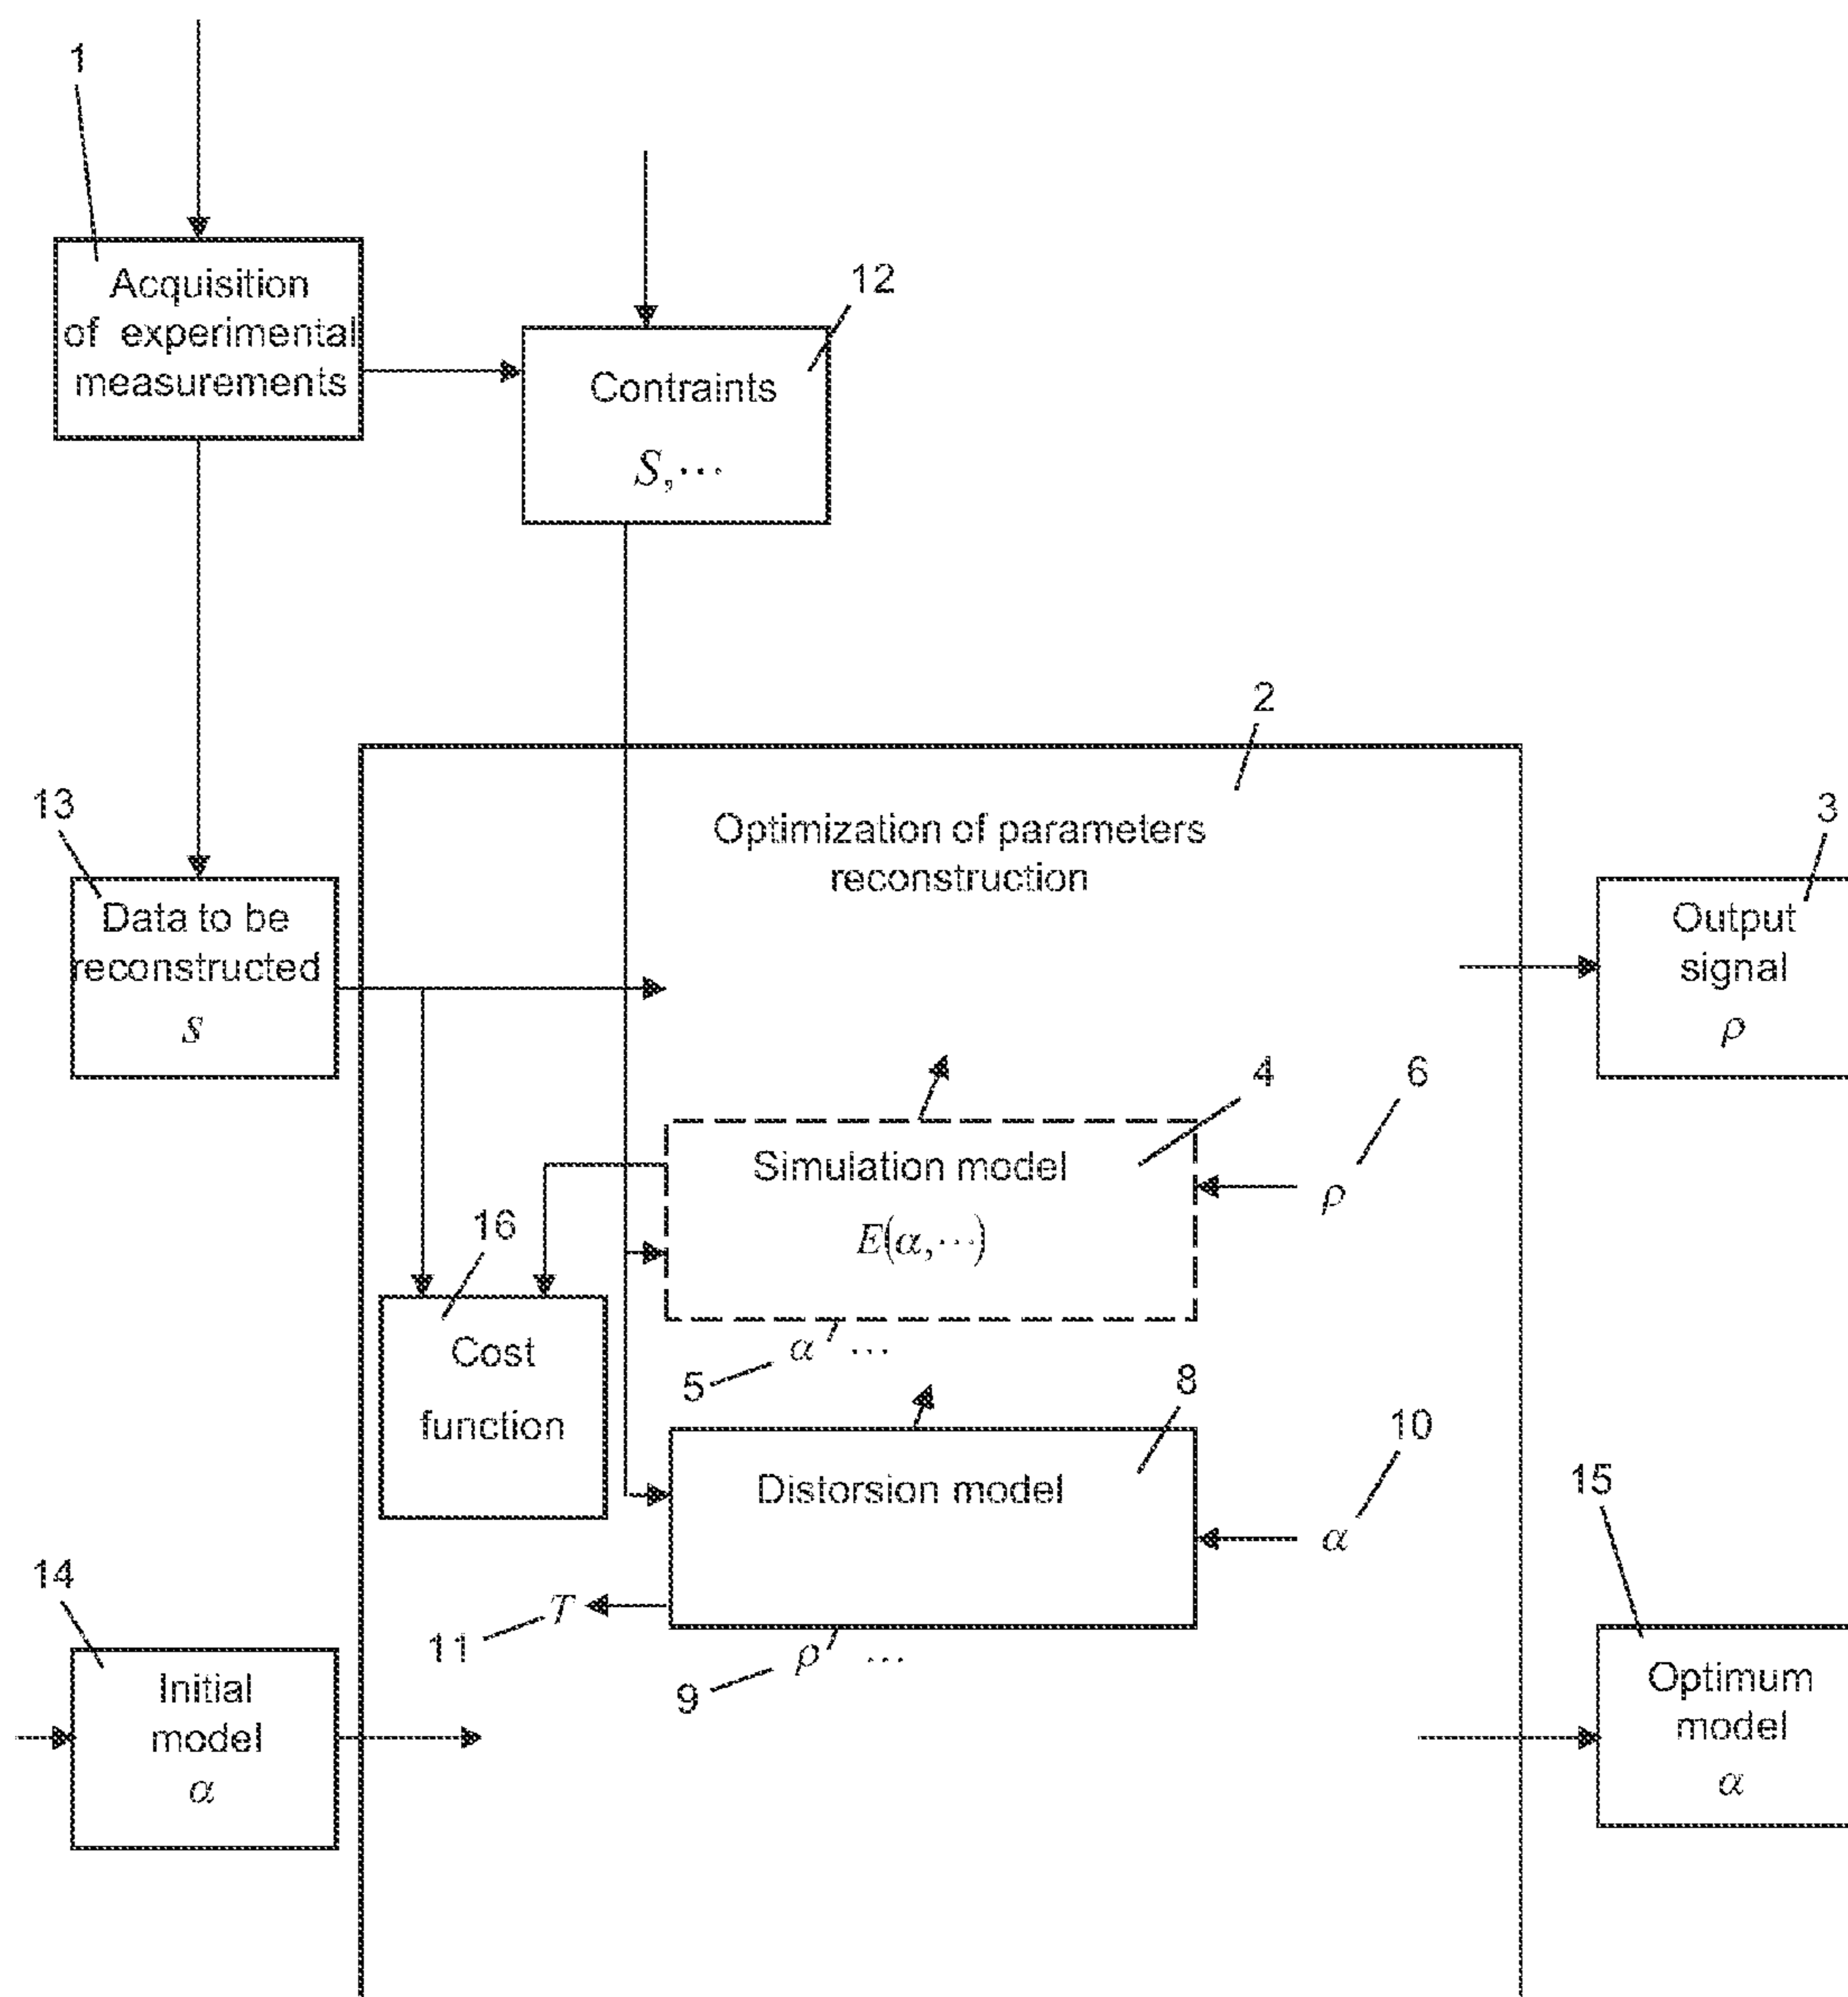 1
Acquisition
of experimental
measurements
12
Contraints
S,⋯
2
Optimization of parameters
reconstruction
13
Data to be
reconstructed
s
3
Output
signal
ρ
4
6
Simulation model
E(α,⋯)
ρ
16
Cost
function
5
α ...
8
Distorsion model
10
α
11
T
9
ρ ...
14
Initial
model
α
15
Optimum
model
α